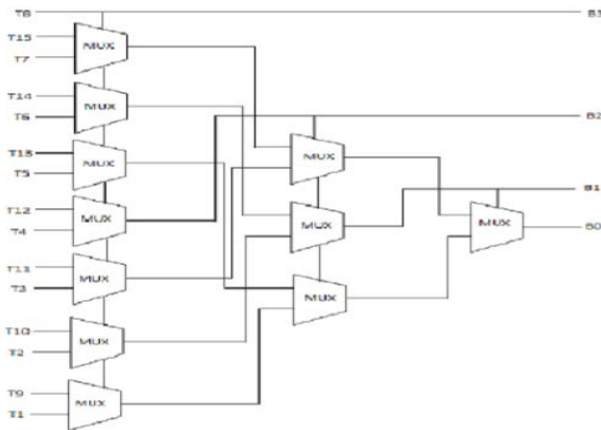 T8 B3
T15
MUX
T7
T14
MUX
T6 B2
T13
MUX MUX
T5
B1
T12
MUX MUX MUX
T4 B0
T11
MUX
T3
MUX
T10
MUX
T2
T9
MUX
T1